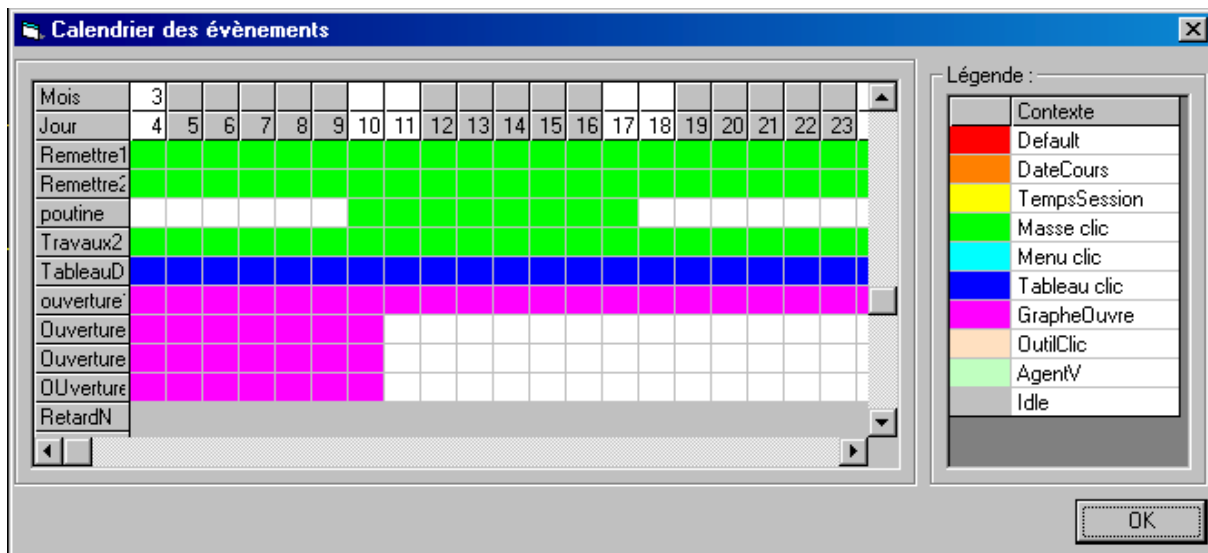 Calendrier des évènements
Mois 3
Jour 4 5 6 7 8 9 10 11 12 13 14 15 16 17 18 19 20 21 22 23
Remettre1
Remettre2
poutine
Travaux2
TableauD
ouverture
Ouverture
Ouverture
OUverture
RetardN
Légende :
Contexte
Default
DateCours
TempsSession
Masse clic
Menu clic
Tableau clic
GrapheOuvre
OutilClic
AgentV
Idle
OK